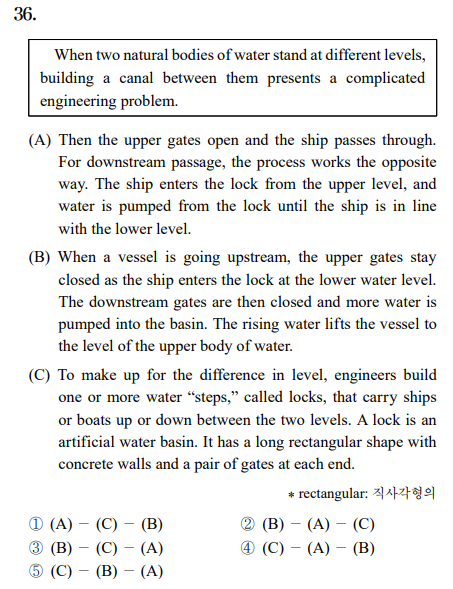 36.
When two natural bodies of water stand at different levels,
building a canal between them presents a complicated
engineering problem.
(A) Then the upper gates open and the ship passes through.
For downstream passage, the process works the opposite
way. The ship enters the lock from the upper level, and
water is pumped from the lock until the ship is in line
with the lower level.
(B) When a vessel is going upstream, the upper gates stay
closed as the ship enters the lock at the lower water level.
The downstream gates are then closed and more water is
pumped into the basin. The rising water lifts the vessel to
the level of the upper body of water.
(C) To make up for the difference in level, engineers build
one or more water “steps,” called locks, that carry ships
or boats up or down between the two levels. A lock is an
artificial water basin. It has a long rectangular shape with
concrete walls and a pair of gates at each end.
* rectangular: 직사각형의
① (A) － (C) － (B) ② (B) － (A) － (C)
③ (B) － (C) － (A) ④ (C) － (A) － (B)
⑤ (C) － (B) － (A)